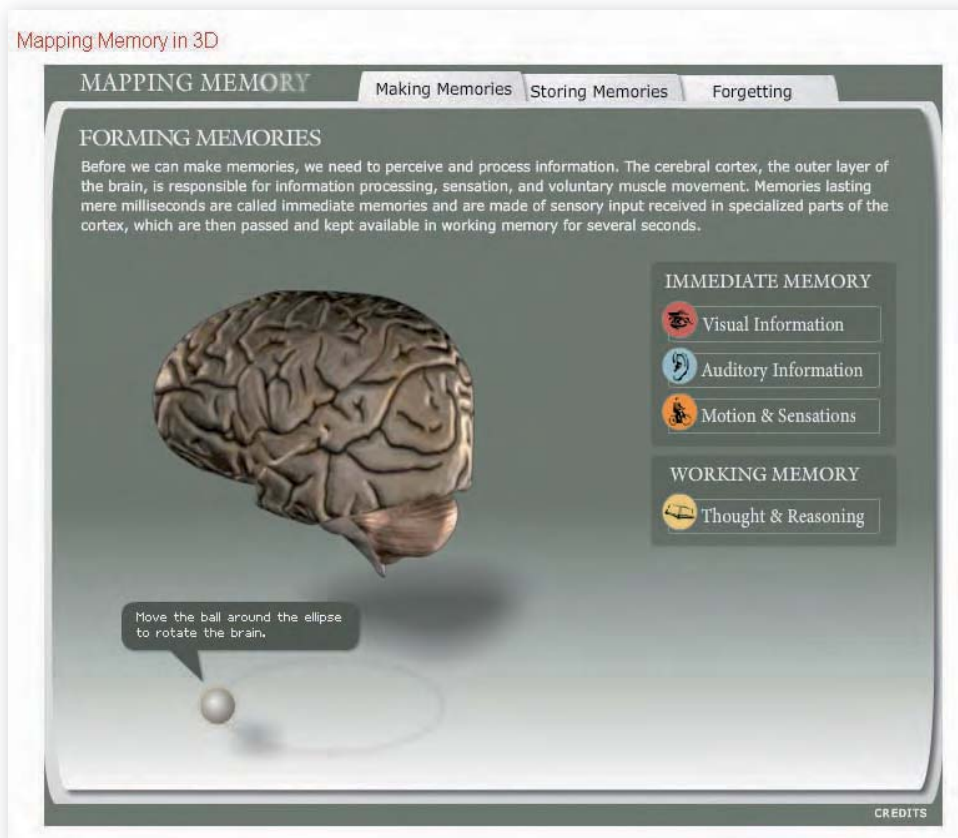 Mapping Memory in 3D
MAPPING MEMORY
Making Memories
Storing Memories
Forgetting
FORMING MEMORIES
Before we can make memories, we need to perceive and process information. The cerebral cortex, the outer layer of
the brain, is responsible for information processing, sensation, and voluntary muscle movement. Memories lasting
mere milliseconds are called immediate memories and are made of sensory input received in specialized parts of the
cortex, which are then passed and kept available in working memory for several seconds.
IMMEDIATE MEMORY
Visual Information
Auditory Information
Motion & Sensations
WORKING MEMORY
Thought & Reasoning
Move the ball around the ellipse
to rotate the brain.
CREDITS